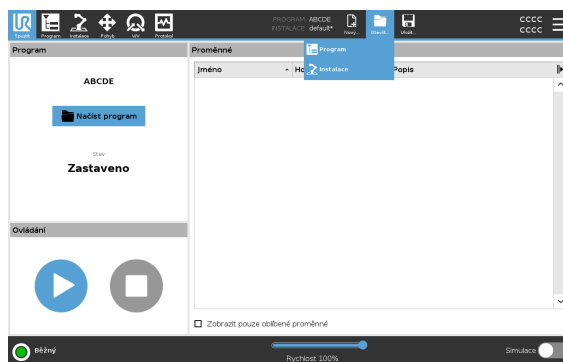 UR
Spustit Program Instalace Pohyb V/V Protokol
PROGRAM ABCDE
INSTALACE default*
Nový... Otevřít... Uložit...
CCCC
CCCC
Program
Instalace
Program
ABCDE
Načíst program
Stav
Zastaveno
Ovládání
Proměnné
Jméno Ho Popis
Zobrazit pouze oblíbené proměnné
Běžný
Rychlost 100%
Simulace